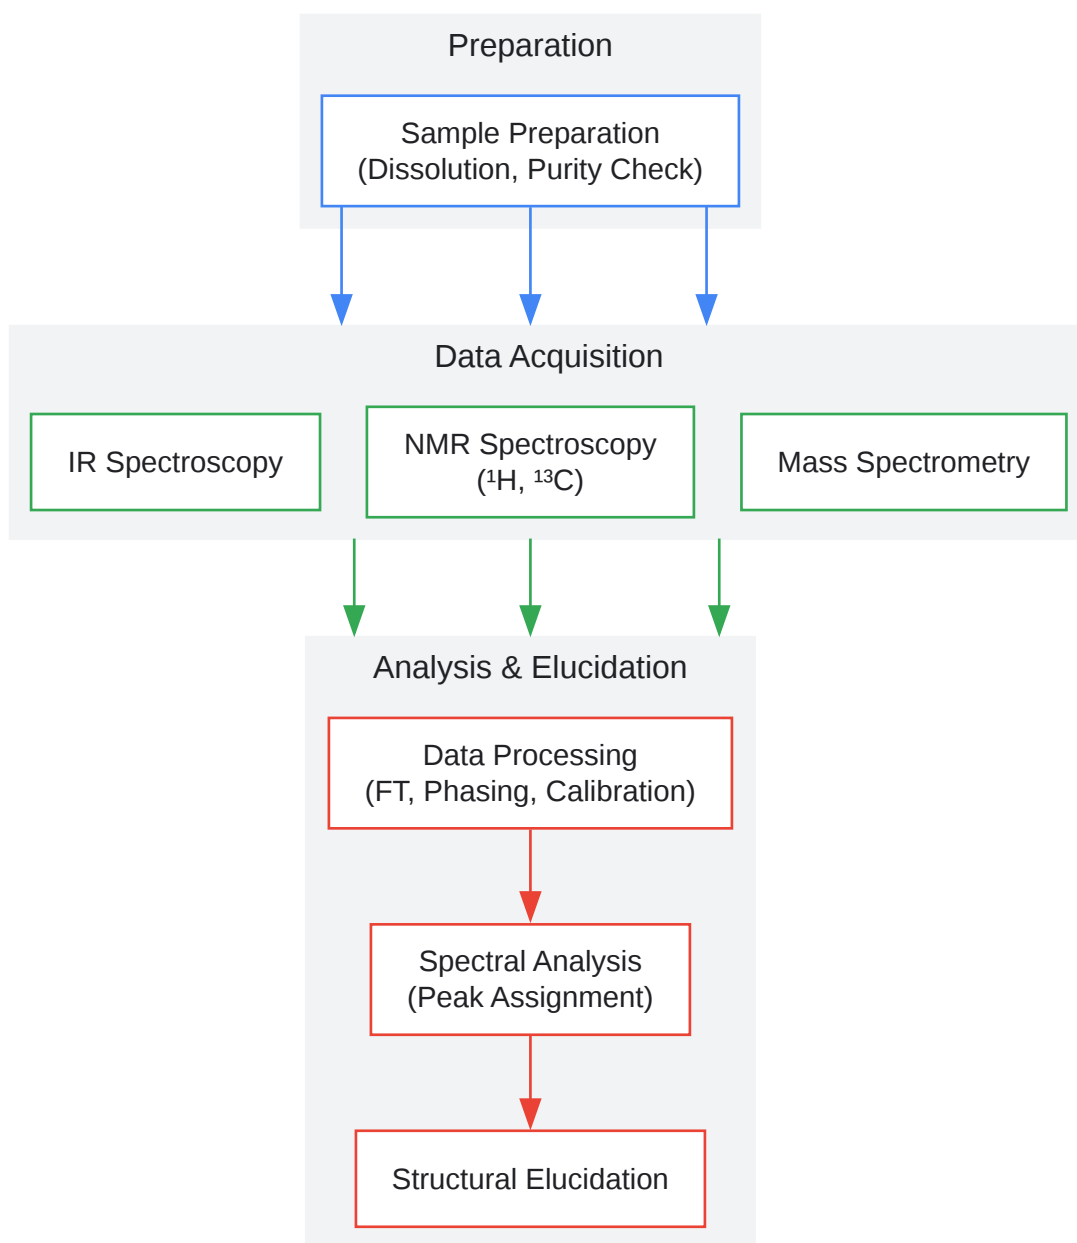 Preparation
Sample Preparation
(Dissolution, Purity Check)
Data Acquisition
IR Spectroscopy
NMR Spectroscopy
(¹H, ¹³C)
Mass Spectrometry
Analysis & Elucidation
Data Processing
(FT, Phasing, Calibration)
Spectral Analysis
(Peak Assignment)
Structural Elucidation